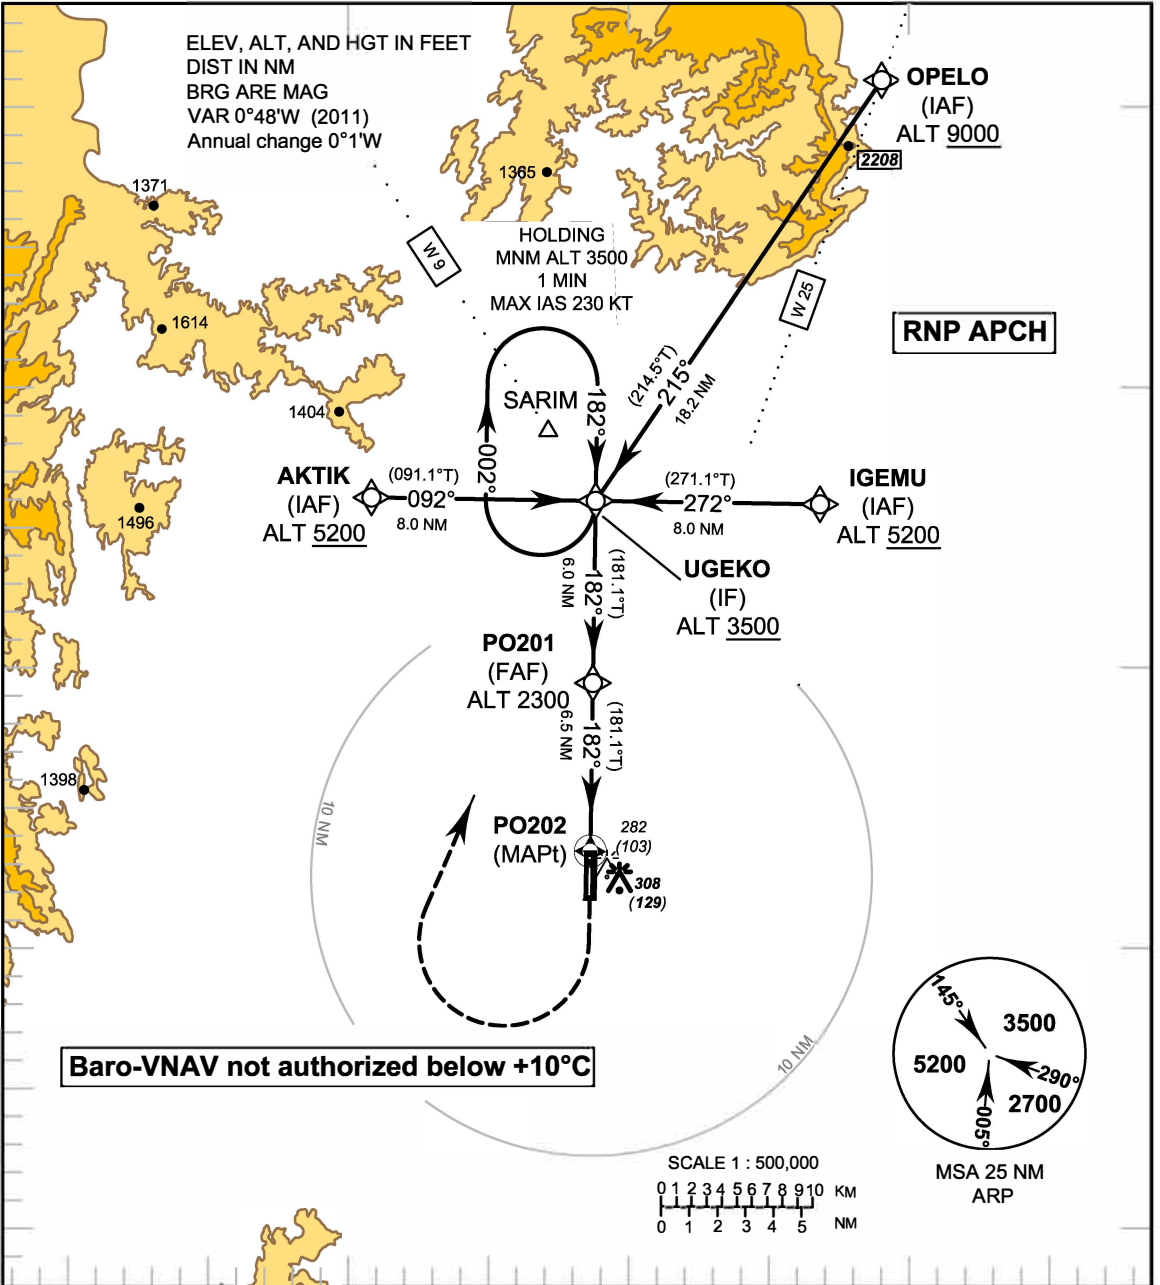 ELEV, ALT, AND HGT IN FEET
DIST IN NM
BRG ARE MAG
VAR 0°48'W (2011)
Annual change 0°1'W
OPELO
(IAF)
ALT 9000
2208
1365
1371
HOLDING
MNM ALT 3500
1 MIN
MAX IAS 230 KT
W 9
W 25
RNP APCH
1614
1404
(214.5°T)
215°
18.2 NM
SARIM
182°
002°
AKTIK
(IAF)
ALT 5200
(091.1°T)
092°
8.0 NM
(271.1°T)
272°
8.0 NM
IGEMU
(IAF)
ALT 5200
1496
UGEKO
(IF)
ALT 3500
(181.1°T)
182°
6.0 NM
PO201
(FAF)
ALT 2300
(181.1°T)
182°
6.5 NM
1398
10 NM
PO202
(MAPt)
282
(103)
308
(129)
Baro-VNAV not authorized below +10°C
10 NM
145°
3500
5200
290°
2700
005°
MSA 25 NM
ARP
SCALE 1 : 500,000
0 1 2 3 4 5 6 7 8 9 10 KM
0 1 2 3 4 5 NM